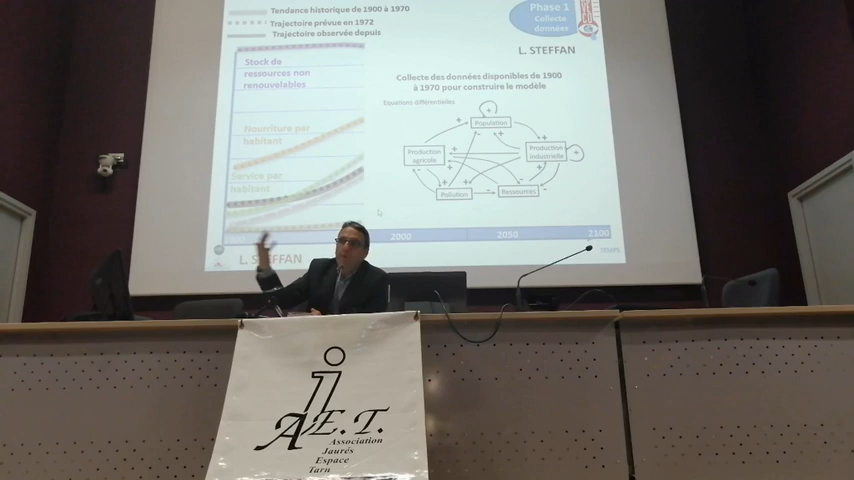 Tendance historique de 1900 à 1970
Trajectoire prévue en 1972
Trajectoire observée depuis
Phase 1
Collecte
données
L. STEFFAN
Stock de
ressources non
renouvelables
Nourriture par
habitant
Service par
habitant
Collecte des données disponibles de 1900
à 1970 pour construire le modèle
Equations différentielles
Population
Production
agricole
Production
industrielle
Pollution
Ressources
2000
2050
2100
TEMPS
L. STEFFAN
j
A E.T.
Association
Jaurés
Espace
Tarn